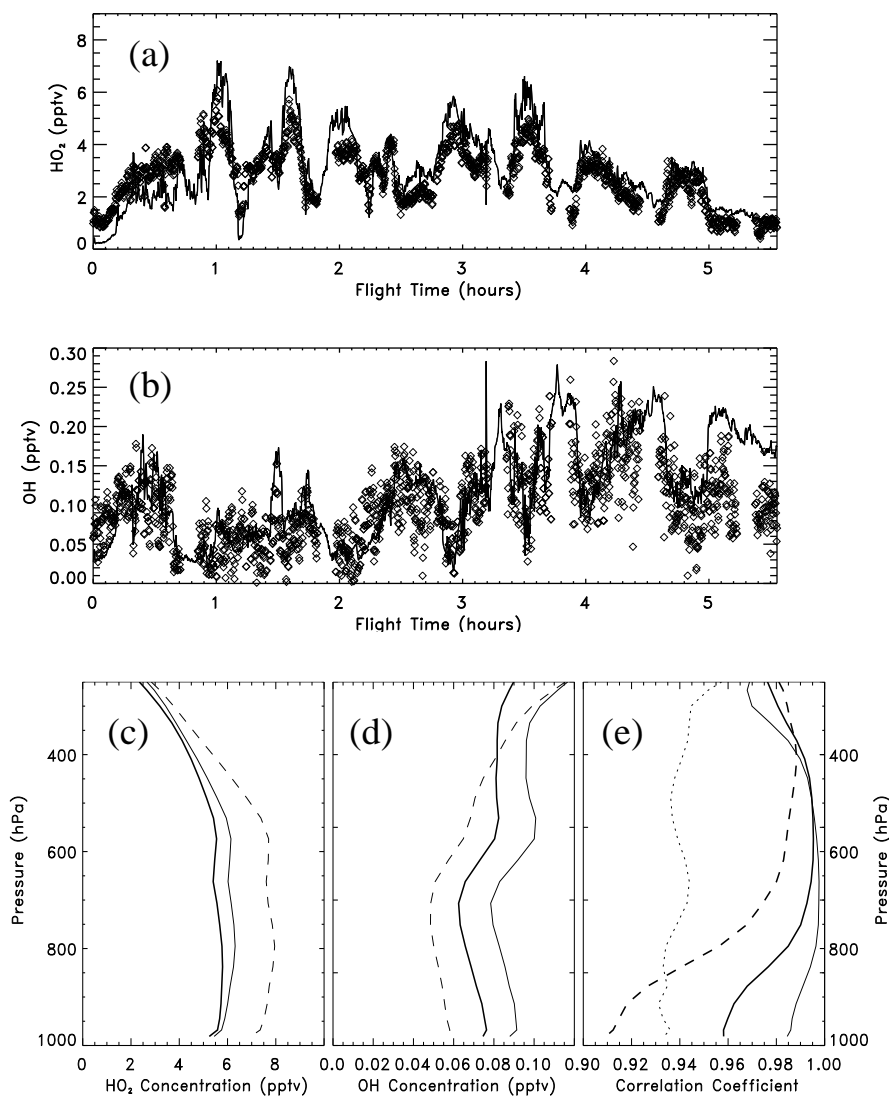 (a)
HO₂ (pptv)
8
6
4
2
0
0 1 2 3 4 5
Flight Time (hours)
(b)
OH (pptv)
0.30
0.25
0.20
0.15
0.10
0.05
0.00
0 1 2 3 4 5
Flight Time (hours)
(c) (d) (e)
Pressure (hPa)
400
600
800
1000
400
600
800
1000
Pressure (hPa)
0 2 4 6 8
0.0 0.02 0.04 0.06 0.08 0.10
0.90 0.92 0.94 0.96 0.98 1.00
HO₂ Concentration (pptv)
OH Concentration (pptv)
Correlation Coefficient